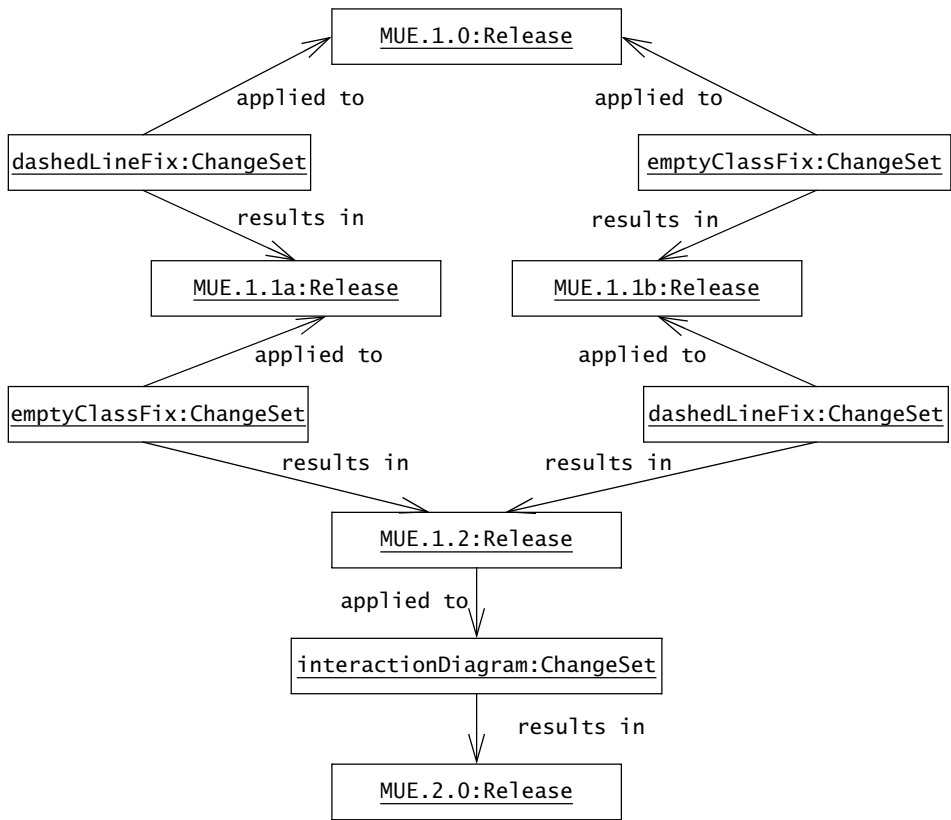 MUE.1.0:Release
applied to
applied to
dashedLineFix:ChangeSet
emptyClassFix:ChangeSet
results in
results in
MUE.1.1a:Release
MUE.1.1b:Release
applied to
applied to
emptyClassFix:ChangeSet
dashedLineFix:ChangeSet
results in
results in
MUE.1.2:Release
applied to
interactionDiagram:ChangeSet
results in
MUE.2.0:Release